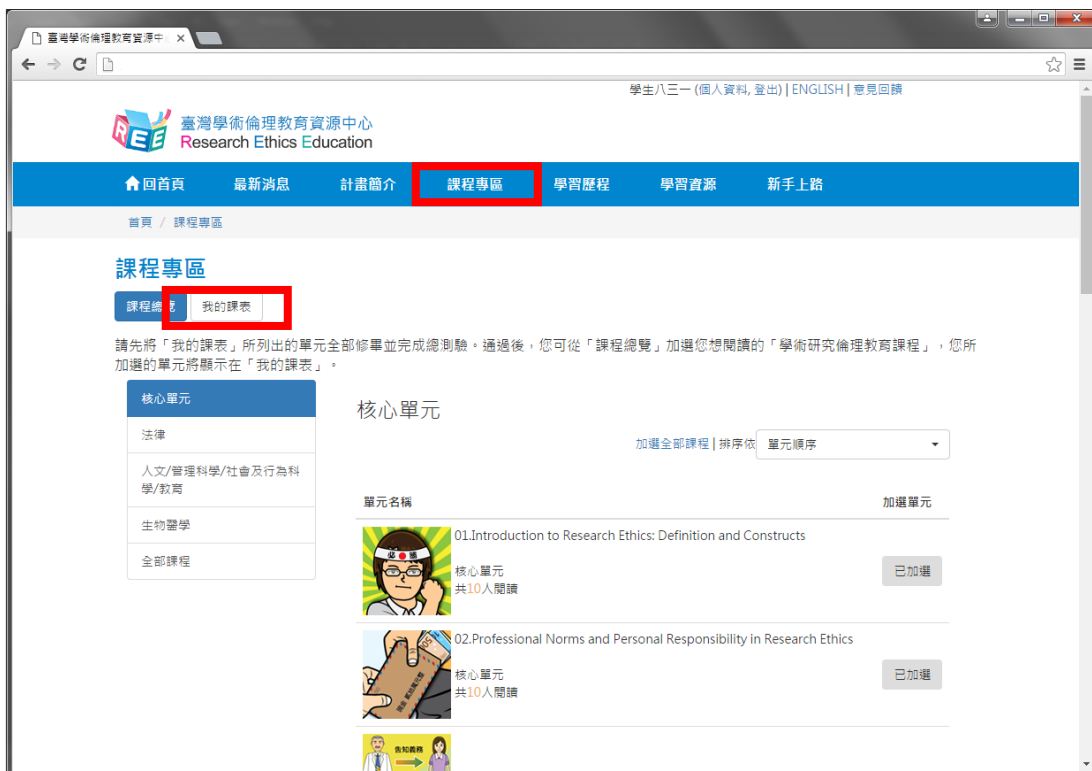 臺灣學術倫理教育資源中
學生八三一 (個人資料, 登出) | ENGLISH | 意見回饋
REE
臺灣學術倫理教育資源中心
Research Ethics Education
回首頁 最新消息 計畫簡介 課程專區 學習歷程 學習資源 新手上路
首頁 / 課程專區
課程專區
課程總覽 我的課表
請先將「我的課表」所列出的單元全部修畢並完成總測驗。通過後，您可從「課程總覽」加選您想閱讀的「學術研究倫理教育課程」，您所
加選的單元將顯示在「我的課表」。
核心單元
法律
人文/管理科學/社會及行為科
學/教育
生物醫學
全部課程
核心單元
加選全部課程 | 排序依 單元順序
單元名稱 加選單元
必勝
01.Introduction to Research Ethics: Definition and Constructs
核心單元
共10人閱讀
已加選
02.Professional Norms and Personal Responsibility in Research Ethics
核心單元
共10人閱讀
已加選
告知義務